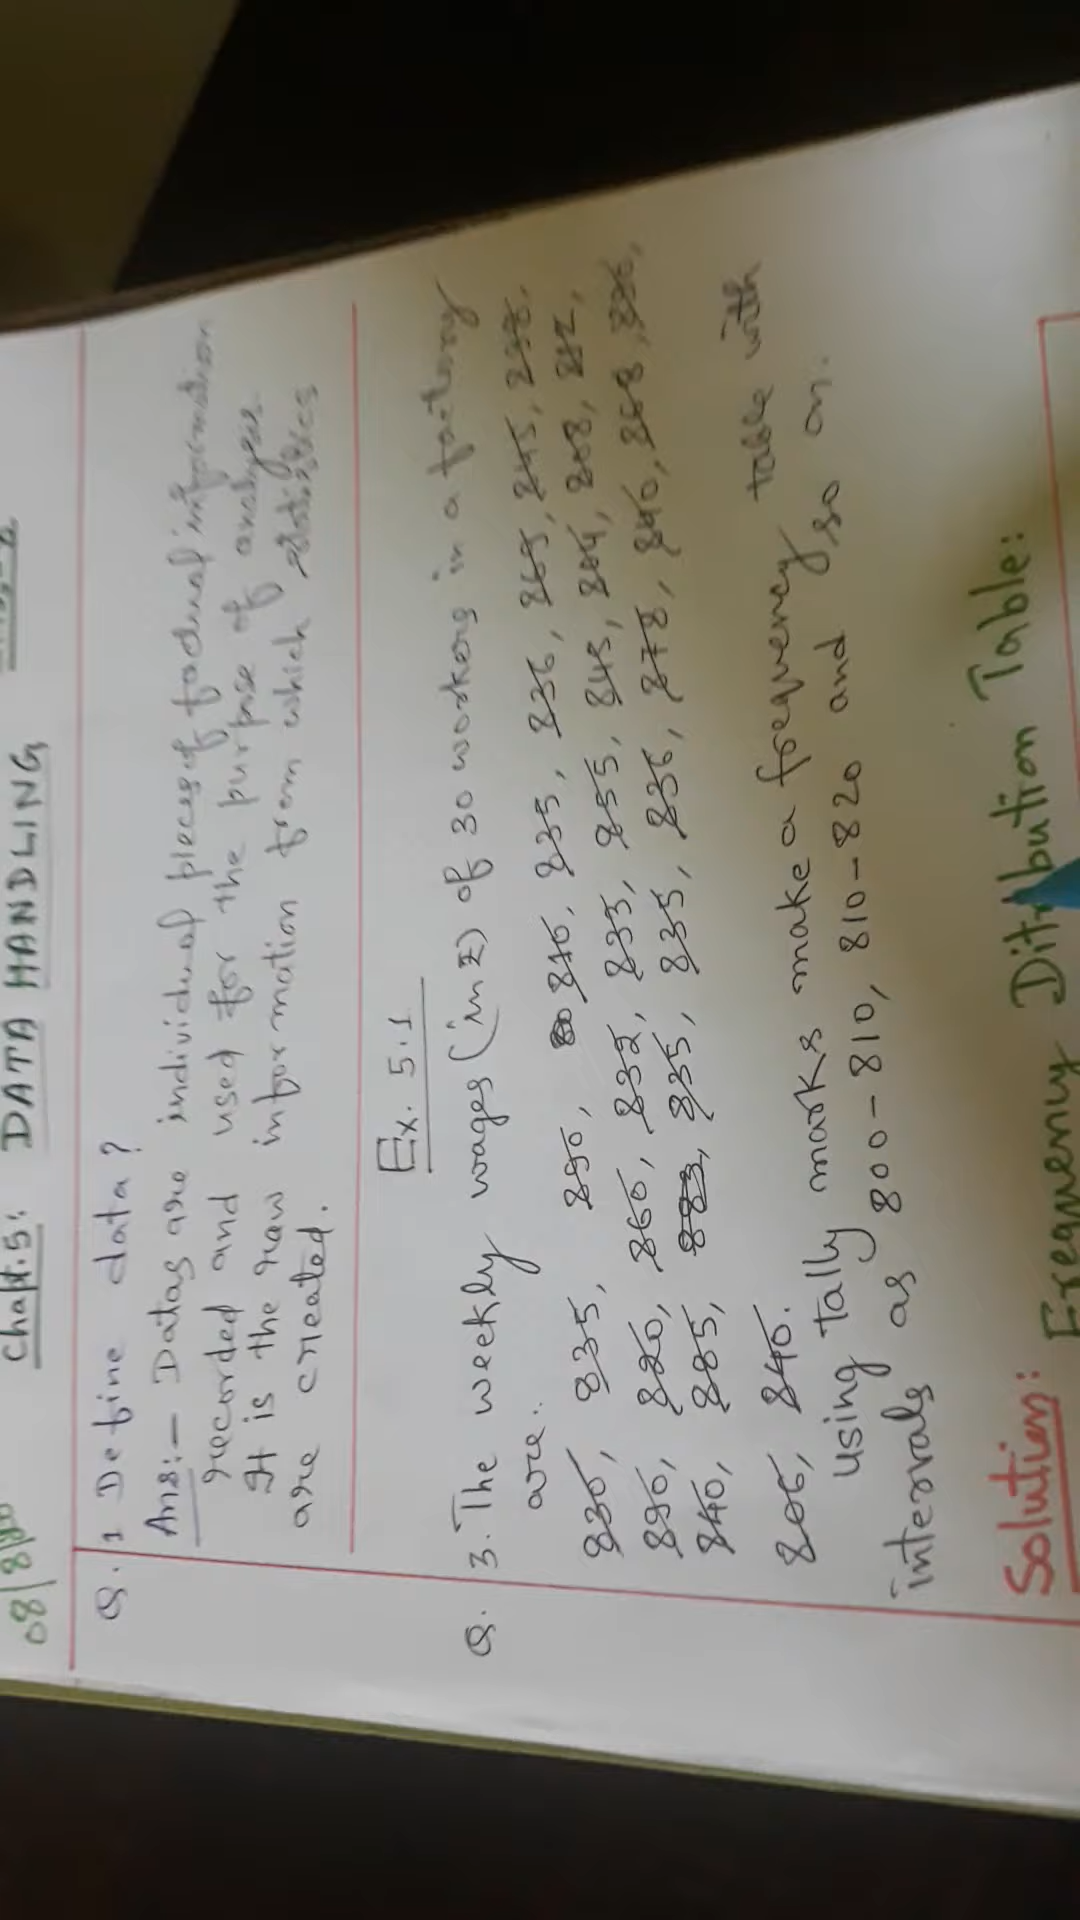 08/8/20 Chapt. 5: DATA HANDLING
Q. 1 Define data?
Ans:- Datas are individual pieces of factual information
recorded and used for the purpose of analysis.
It is the raw information from which statistics
are created.
Ex. 5.1
Q. 3. The weekly wages (in ₹) of 30 workers in a factory
are:.
830, 835, 890, 810, 835, 836, 869, 845, 898,
890, 820, 860, 832, 833, 855, 845, 804, 808, 812,
840, 885, 835, 835, 836, 878, 840, 868, 890,
806, 840.
using tally marks make a frequency table with
intervals as 800-810, 810-820 and so on.
Solution: Frequency Table: